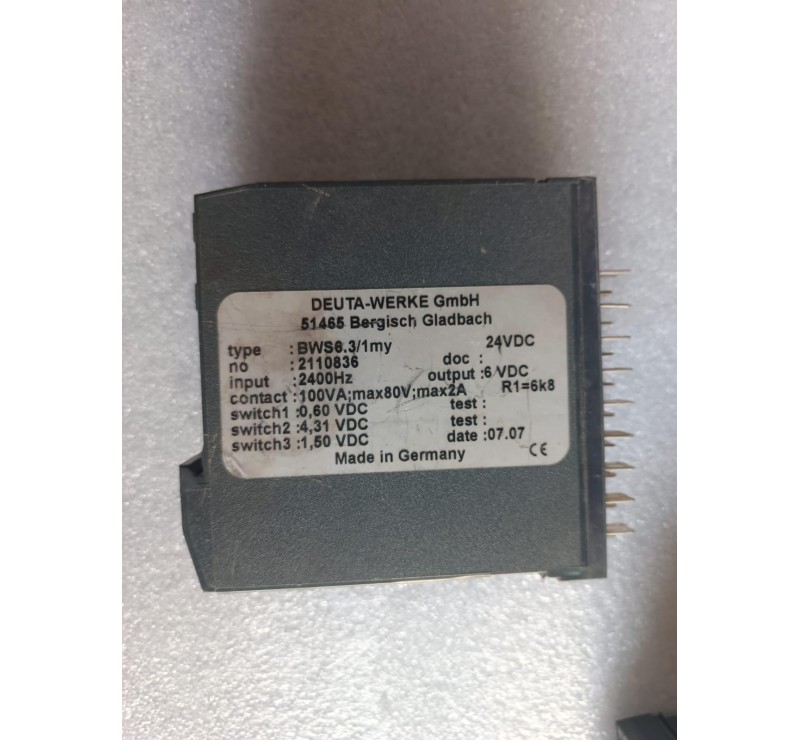 DEUTA-WERKE GmbH
51465 Bergisch Gladbach
type :BWS6.3/1my 24VDC
no :2110836 doc :
input :2400Hz output :6 VDC
contact :100VA;max80V;max2A R1=6k8
switch1 :0,60 VDC test :
switch2 :4,31 VDC test :
switch3 :1,50 VDC date :07.07
Made in Germany CE